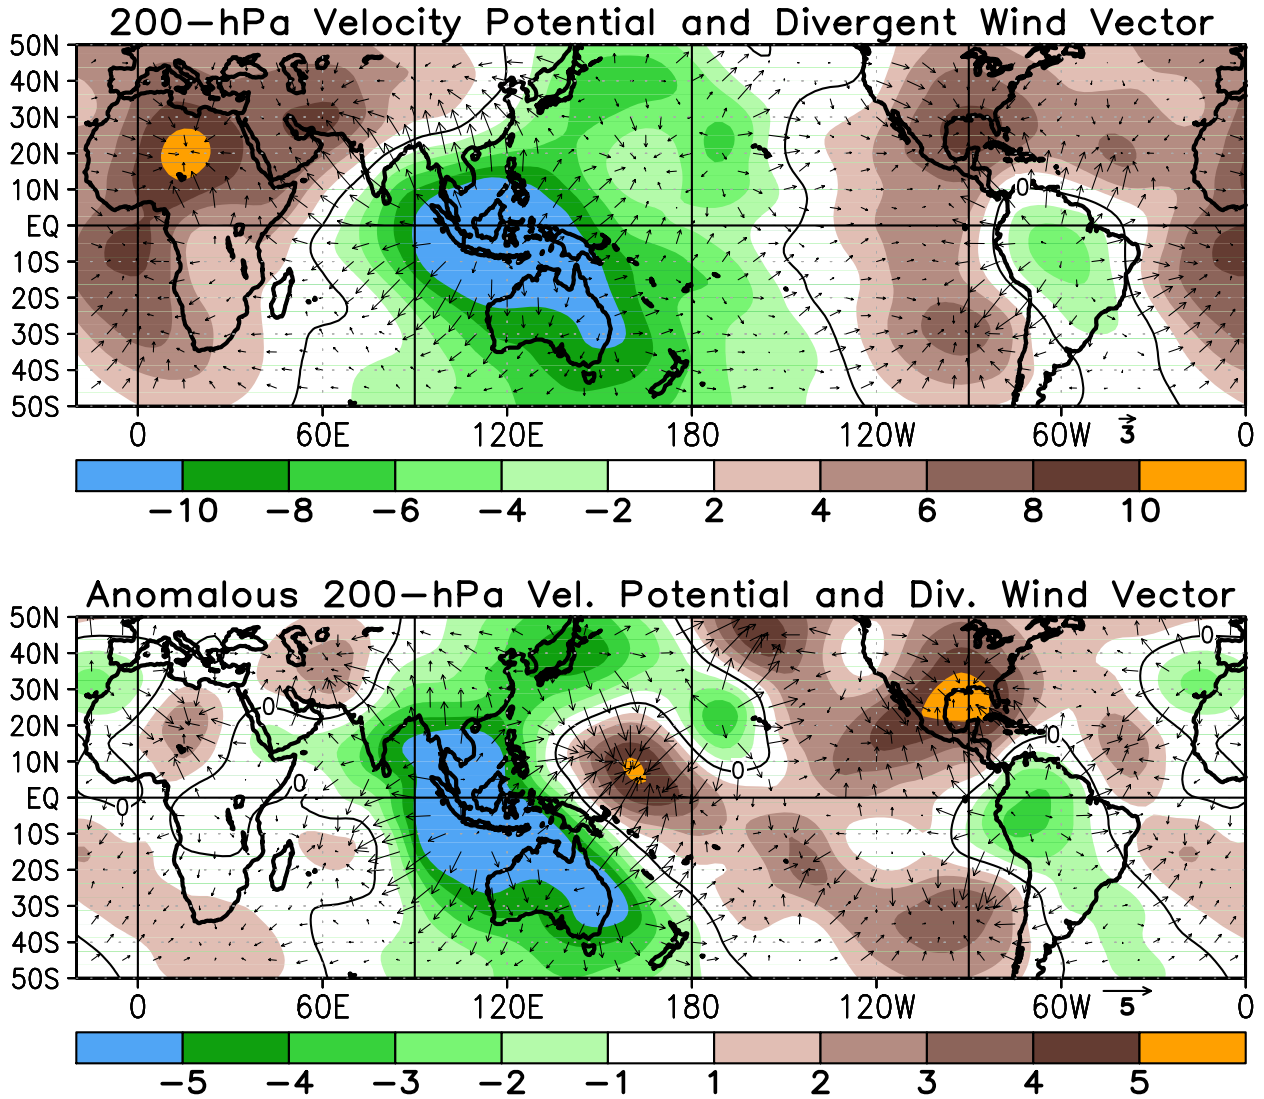 200-hPa Velocity Potential and Divergent Wind Vector
50N
40N
30N
20N
10N
EQ
10S
20S
30S
40S
50S
0
0 60E 120E 180 120W 60W 3 0
-10 -8 -6 -4 -2 2 4 6 8 10
Anomalous 200-hPa Vel. Potential and Div. Wind Vector
50N
40N
30N
20N
10N
EQ
10S
20S
30S
40S
50S
0
0
0
0
0
0
0 60E 120E 180 120W 60W 5 0
-5 -4 -3 -2 -1 1 2 3 4 5